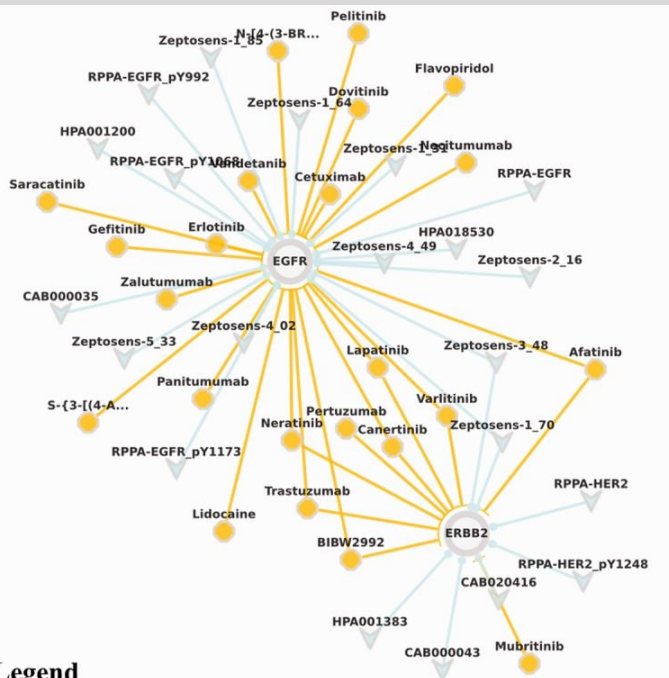 Pelitinib
Zeptosens-1_85
N-[4-(3-BR...
Flavopiridol
RPPA-EGFR_pY992
Dovitinib
Zeptosens-1_64
HPA001200
Necitumumab
Zeptosens-1_31
RPPA-EGFR_pY1068
Vandetanib
Cetuximab
RPPA-EGFR
Saracatinib
Gefitinib
Erlotinib
HPA018530
Zeptosens-4_49
EGFR
Zeptosens-2_16
Zalutumumab
CAB000035
Zeptosens-4_02
Zeptosens-5_33
Lapatinib
Zeptosens-3_48
Afatinib
Panitumumab
S-{3-[(4-A...
Varlitinib
Pertuzumab
Neratinib
Canertinib
Zeptosens-1_70
RPPA-EGFR_pY1173
RPPA-HER2
Trastuzumab
Lidocaine
ERBB2
BIBW2992
RPPA-HER2_pY1248
CAB020416
HPA001383
CAB000043
Mubritinib
Legend